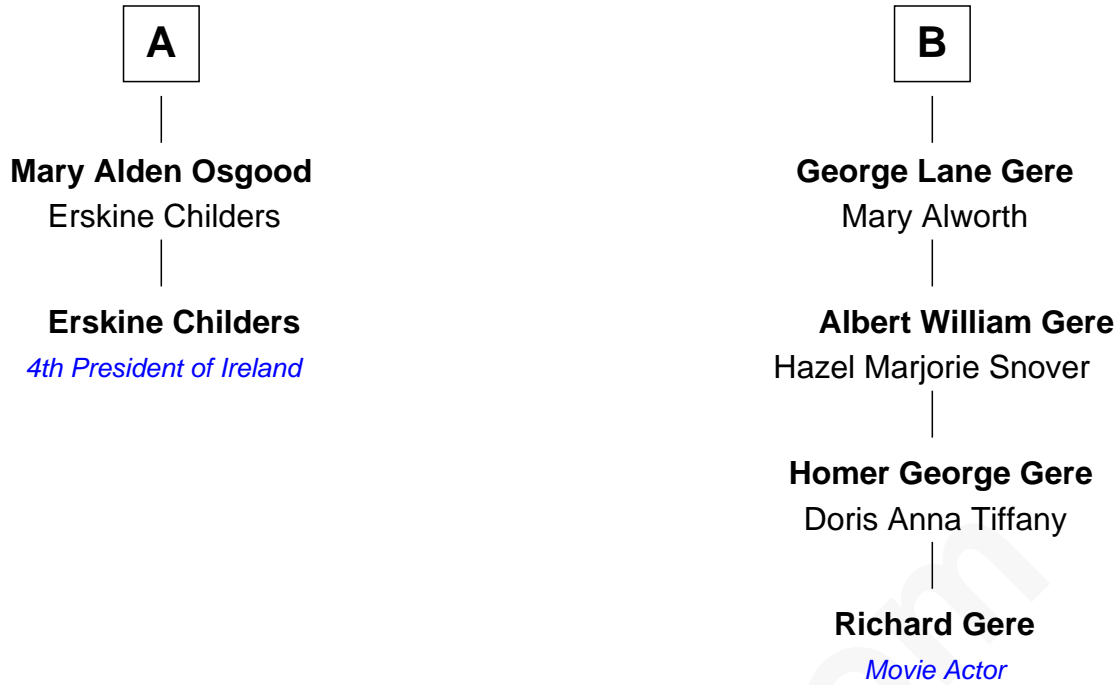 A
Mary Alden Osgood
Erskine Childers
Erskine Childers
4th President of Ireland
B
George Lane Gere
Mary Alworth
Albert William Gere
Hazel Marjorie Snover
Homer George Gere
Doris Anna Tiffany
Richard Gere
Movie Actor